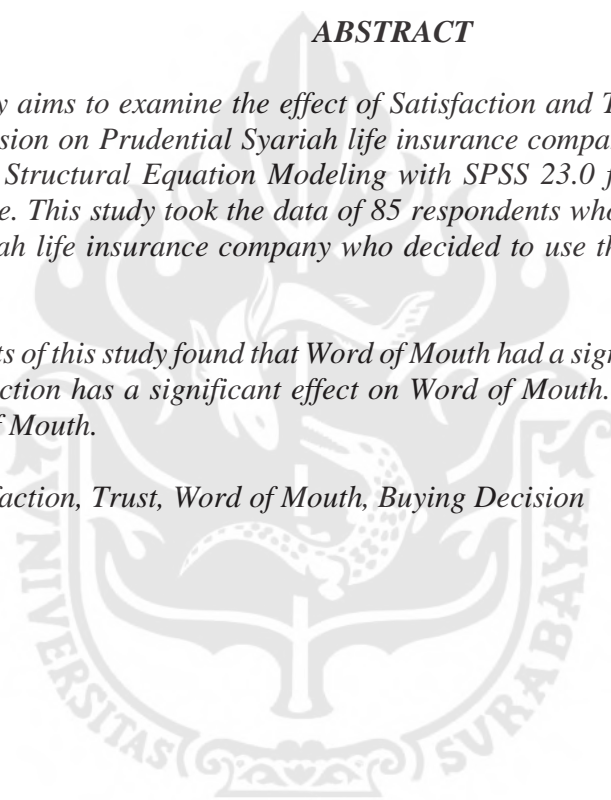 ABSTRACT
y aims to examine the effect of Satisfaction and T
sion on Prudential Syariah life insurance compa
Structural Equation Modeling with SPSS 23.0 f
e. This study took the data of 85 respondents who
ah life insurance company who decided to use th
ts of this study found that Word of Mouth had a sign
ction has a significant effect on Word of Mouth.
f Mouth.
faction, Trust, Word of Mouth, Buying Decision
UNIVERSITAS SURABAYA